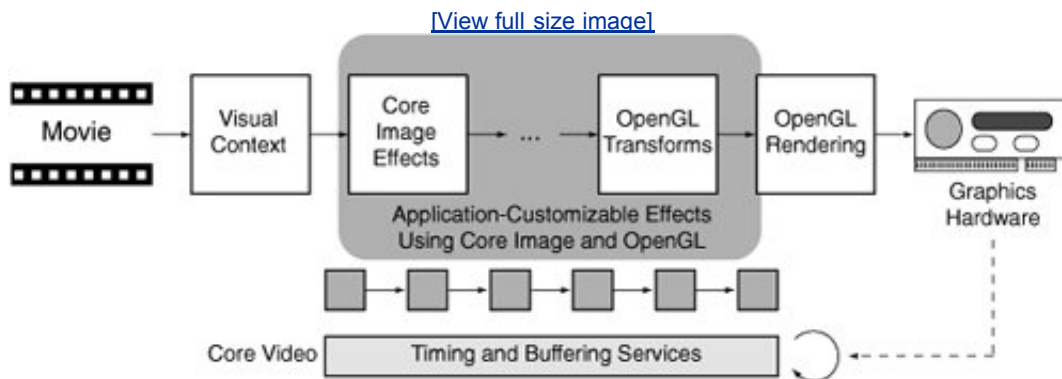 [View full size image]
Movie
Visual
Context
Core
Image
Effects
...
OpenGL
Transforms
OpenGL
Rendering
Graphics
Hardware
Application-Customizable Effects
Using Core Image and OpenGL
Core Video
Timing and Buffering Services